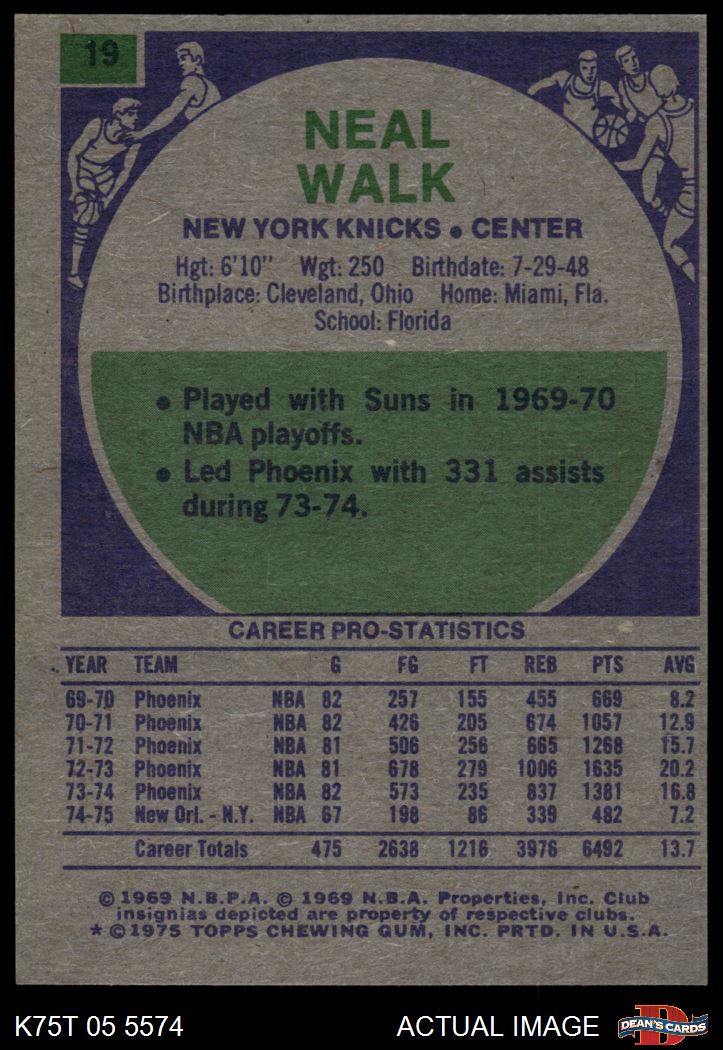 19
NEAL
WALK
NEW YORK KNICKS • CENTER
Hgt: 6'10" Wgt: 250 Birthdate: 7-29-48
Birthplace: Cleveland, Ohio Home: Miami, Fla.
School: Florida
• Played with Suns in 1969-70
NBA playoffs.
• Led Phoenix with 331 assists
during 73-74.
CAREER PRO-STATISTICS
YEAR TEAM G FG FT REB PTS AVG
69-70 Phoenix NBA 82 257 155 455 669 8.2
70-71 Phoenix NBA 82 426 205 674 1057 12.9
71-72 Phoenix NBA 81 506 256 665 1268 15.7
72-73 Phoenix NBA 81 678 279 1006 1635 20.2
73-74 Phoenix NBA 82 573 235 837 1381 16.8
74-75 New Orl. - N.Y. NBA 67 198 86 339 482 7.2
Career Totals 475 2638 1216 3976 6492 13.7
© 1969 N.B.P.A. © 1969 N.B.A. Properties, Inc. Club
insignias depicted are property of respective clubs.
* © 1975 TOPPS CHEWING GUM, INC. PRTD. IN U.S.A.
K75T 05 5574 ACTUAL IMAGE D DEAN'S CARDS